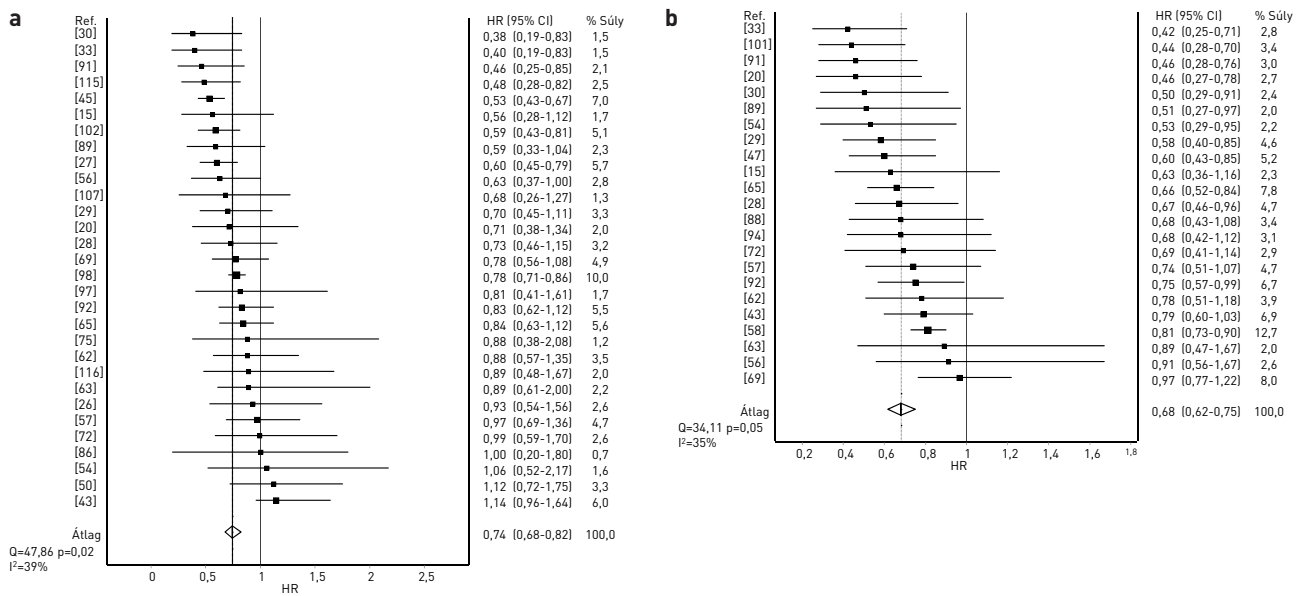 a
Ref. HR (95% CI) % Súly
[30] 0,38 (0,19-0,83) 1,5
[33] 0,40 (0,19-0,83) 1,5
[91] 0,46 (0,25-0,85) 2,1
[115] 0,48 (0,28-0,82) 2,5
[45] 0,53 (0,43-0,67) 7,0
[15] 0,56 (0,28-1,12) 1,7
[102] 0,59 (0,43-0,81) 5,1
[89] 0,59 (0,33-1,04) 2,3
[27] 0,60 (0,45-0,79) 5,7
[56] 0,63 (0,37-1,00) 2,8
[107] 0,68 (0,26-1,27) 1,3
[29] 0,70 (0,45-1,11) 3,3
[20] 0,71 (0,38-1,34) 2,0
[28] 0,73 (0,46-1,15) 3,2
[69] 0,78 (0,56-1,08) 4,9
[98] 0,78 (0,71-0,86) 10,0
[97] 0,81 (0,41-1,61) 1,7
[92] 0,83 (0,62-1,12) 5,5
[65] 0,84 (0,63-1,12) 5,6
[75] 0,88 (0,38-2,08) 1,2
[62] 0,88 (0,57-1,35) 3,5
[116] 0,89 (0,48-1,67) 2,0
[63] 0,89 (0,61-2,00) 2,2
[26] 0,93 (0,54-1,56) 2,6
[57] 0,97 (0,69-1,36) 4,7
[72] 0,99 (0,59-1,70) 2,6
[86] 1,00 (0,20-1,80) 0,7
[54] 1,06 (0,52-2,17) 1,6
[50] 1,12 (0,72-1,75) 3,3
[43] 1,14 (0,96-1,64) 6,0
Átlag 0,74 (0,68-0,82) 100,0
Q=47,86 p=0,02
I²=39%
0 0,5 1 1,5 2 2,5
HR
b
Ref. HR (95% CI) % Súly
[33] 0,42 (0,25-0,71) 2,8
[101] 0,44 (0,28-0,70) 3,4
[91] 0,46 (0,28-0,76) 3,0
[20] 0,46 (0,27-0,78) 2,7
[30] 0,50 (0,29-0,91) 2,4
[89] 0,51 (0,27-0,97) 2,0
[54] 0,53 (0,29-0,95) 2,2
[29] 0,58 (0,40-0,85) 4,6
[47] 0,60 (0,43-0,85) 5,2
[15] 0,63 (0,36-1,16) 2,3
[65] 0,66 (0,52-0,84) 7,8
[28] 0,67 (0,46-0,96) 4,7
[88] 0,68 (0,43-1,08) 3,4
[94] 0,68 (0,42-1,12) 3,1
[72] 0,69 (0,41-1,14) 2,9
[57] 0,74 (0,51-1,07) 4,7
[92] 0,75 (0,57-0,99) 6,7
[62] 0,78 (0,51-1,18) 3,9
[43] 0,79 (0,60-1,03) 6,9
[58] 0,81 (0,73-0,90) 12,7
[63] 0,89 (0,47-1,67) 2,0
[56] 0,91 (0,56-1,67) 2,6
[69] 0,97 (0,77-1,22) 8,0
Átlag 0,68 (0,62-0,75) 100,0
Q=34,11 p=0,05
I²=35%
0,2 0,4 0,6 0,8 1 1,2 1,4 1,6 1,8
HR